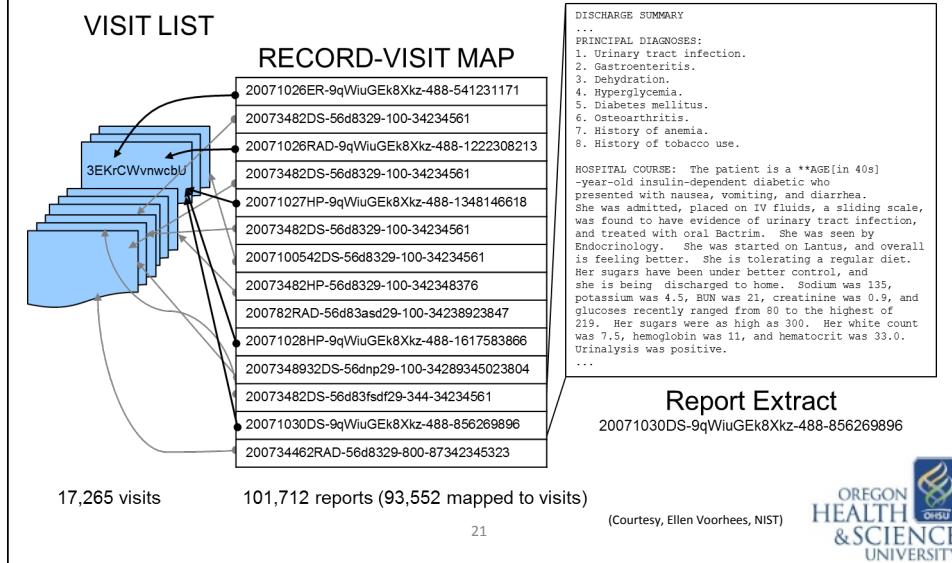 VISIT LIST
RECORD-VISIT MAP
3EKrCWvnwcbU
20071026ER-9qWiuGEk8Xkz-488-541231171
20073482DS-56d8329-100-34234561
20071026RAD-9qWiuGEk8Xkz-488-1222308213
20073482DS-56d8329-100-34234561
20071027HP-9qWiuGEk8Xkz-488-1348146618
20073482DS-56d8329-100-34234561
2007100542DS-56d8329-100-34234561
20073482HP-56d8329-100-342348376
200782RAD-56d83asd29-100-34238923847
20071028HP-9qWiuGEk8Xkz-488-1617583866
2007348932DS-56dnp29-100-34289345023804
20073482DS-56d83fsdf29-344-34234561
20071030DS-9qWiuGEk8Xkz-488-856269896
200734462RAD-56d8329-800-87342345323
17,265 visits
101,712 reports (93,552 mapped to visits)
DISCHARGE SUMMARY
...
PRINCIPAL DIAGNOSES:
1. Urinary tract infection.
2. Gastroenteritis.
3. Dehydration.
4. Hyperglycemia.
5. Diabetes mellitus.
6. Osteoarthritis.
7. History of anemia.
8. History of tobacco use.
HOSPITAL COURSE: The patient is a **AGE[in 40s]
-year-old insulin-dependent diabetic who
presented with nausea, vomiting, and diarrhea.
She was admitted, placed on IV fluids, a sliding scale,
was found to have evidence of urinary tract infection,
and treated with oral Bactrim. She was seen by
Endocrinology. She was started on Lantus, and overall
is feeling better. She is tolerating a regular diet.
Her sugars have been under better control, and
she is being discharged to home. Sodium was 135,
potassium was 4.5, BUN was 21, creatinine was 0.9, and
glucoses recently ranged from 80 to the highest of
219. Her sugars were as high as 300. Her white count
was 7.5, hemoglobin was 11, and hematocrit was 33.0.
Urinalysis was positive.
...
Report Extract
20071030DS-9qWiuGEk8Xkz-488-856269896
21
(Courtesy, Ellen Voorhees, NIST)
OREGON
HEALTH
OHSU
& SCIENCE
UNIVERSITY